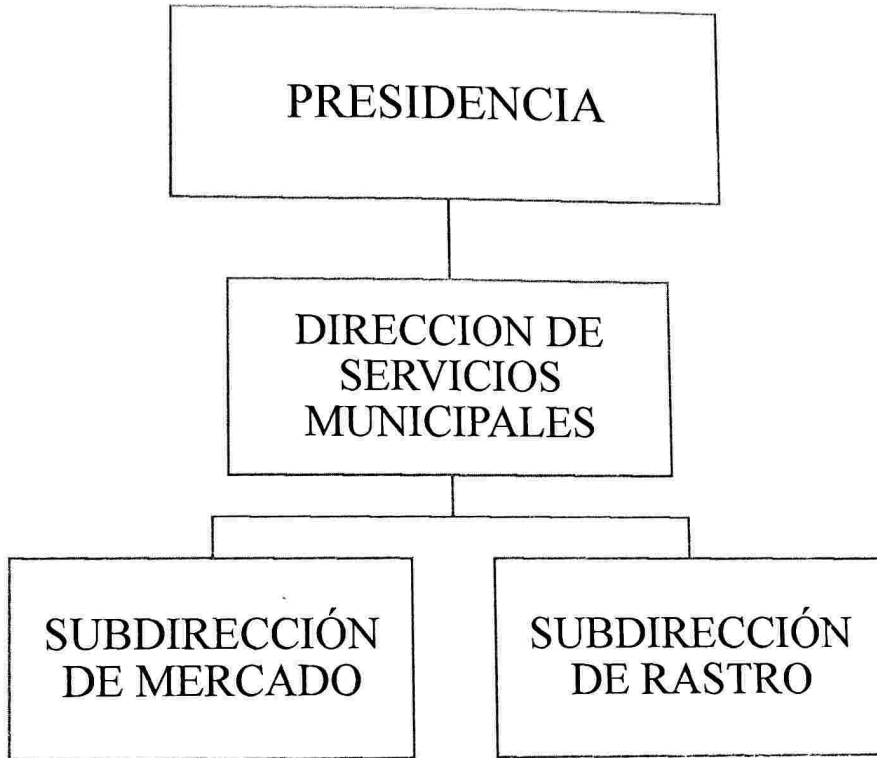 PRESIDENCIA
DIRECCION DE
SERVICIOS
MUNICIPALES
SUBDIRECCIÓN
DE MERCADO
SUBDIRECCIÓN
DE RASTRO